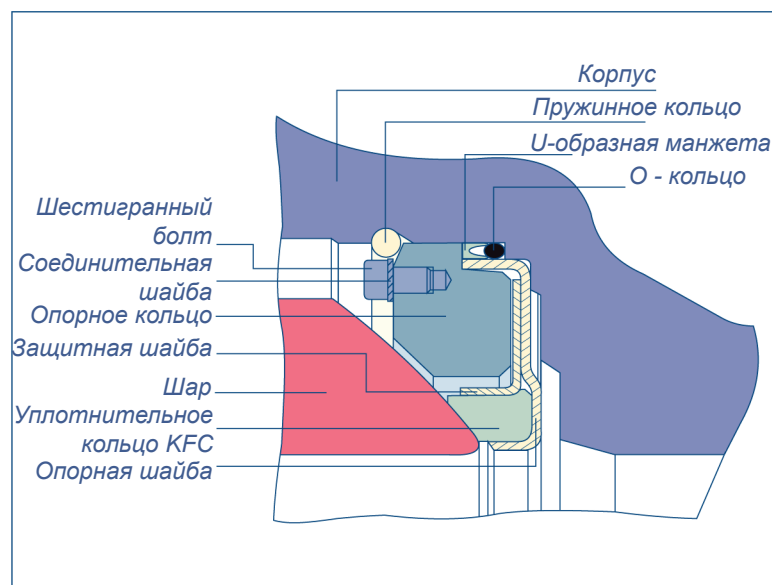 Корпус
Пружинное кольцо
U-образная манжета
О - кольцо
Шестигранный
болт
Соединительная
шайба
Опорное кольцо
Защитная шайба
Шар
Уплотнительное
кольцо KFC
Опорная шайба